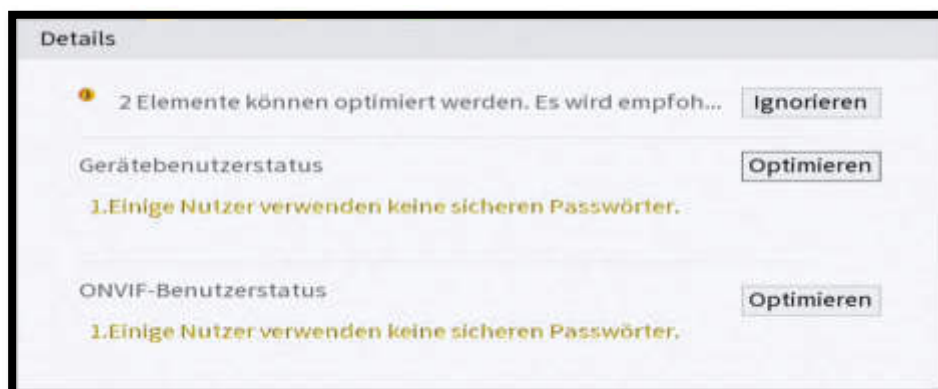 Details
2 Elemente können optimiert werden. Es wird empfoh... Ignorieren
Gerätebenutzerstatus Optimieren
1.Einige Nutzer verwenden keine sicheren Passwörter.
ONVIF-Benutzerstatus Optimieren
1.Einige Nutzer verwenden keine sicheren Passwörter.